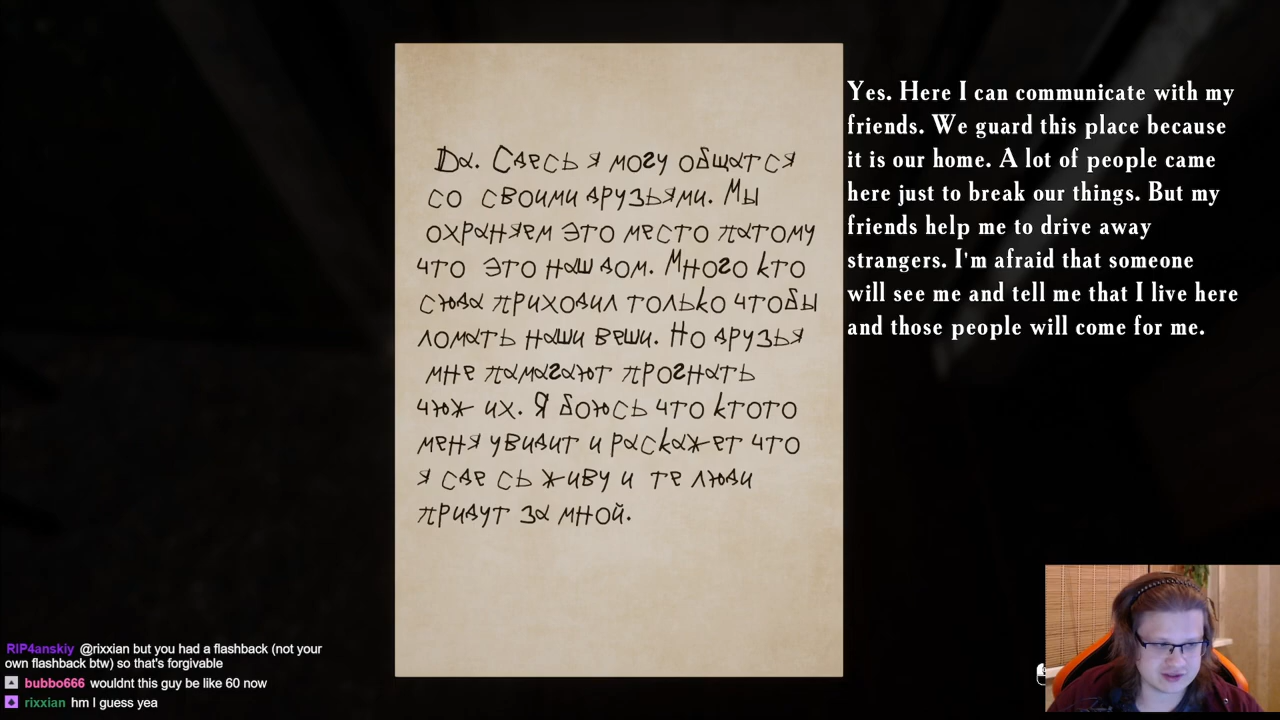 Да. Сдесь я могу общатся
со своими друзьями. Мы
охраняем это место патому
что это наш дом. Много кто
сюда приходил только чтобы
ломать наши веши. Но друзья
мне памагают прогнать
чюж их. Я боюсь что ктото
меня увидит и раскажет что
я сде сь живу и те люди
придут за мной.
Yes. Here I can communicate with my
friends. We guard this place because
it is our home. A lot of people came
here just to break our things. But my
friends help me to drive away
strangers. I'm afraid that someone
will see me and tell me that I live here
and those people will come for me.
RIP4anskiy @rixxian but you had a flashback (not your
own flashback btw) so that's forgivable
bubbo666 wouldnt this guy be like 60 now
rixxian hm I guess yea